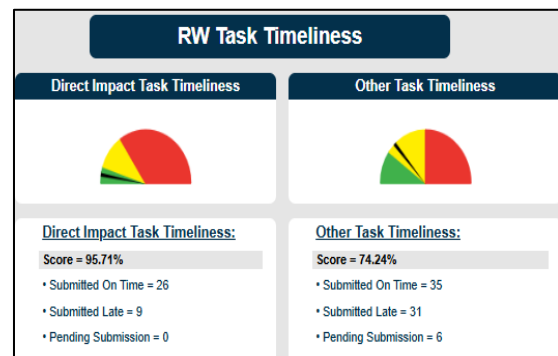 RW Task Timeliness
Direct Impact Task Timeliness
Other Task Timeliness
Direct Impact Task Timeliness:
Score = 95.71%
• Submitted On Time = 26
• Submitted Late = 9
• Pending Submission = 0
Other Task Timeliness:
Score = 74.24%
• Submitted On Time = 35
• Submitted Late = 31
• Pending Submission = 6